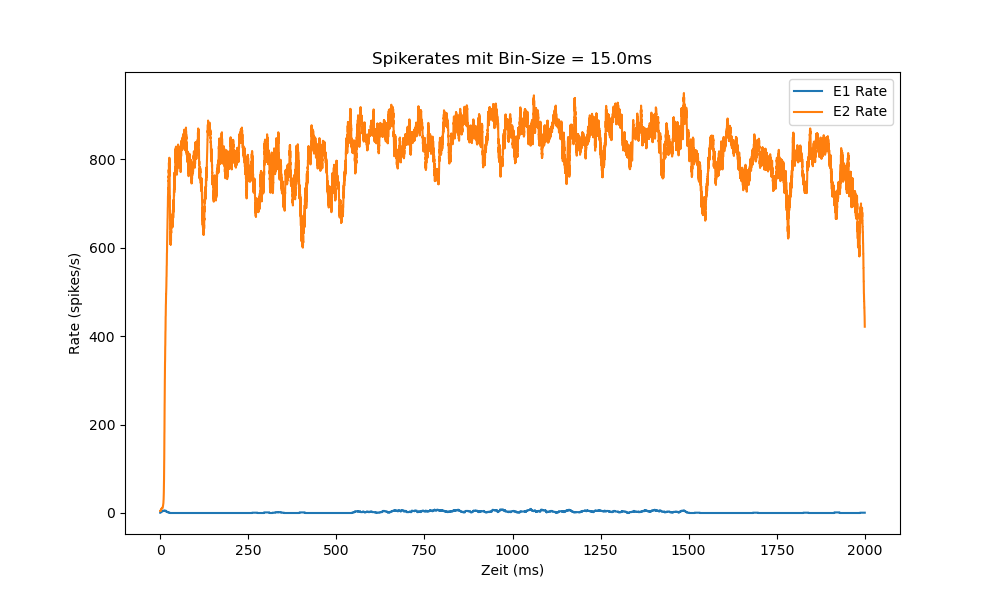 Spikerates mit Bin-Size = 15.0ms
E1 Rate
E2 Rate
Rate (spikes/s)
800
600
400
200
0
0 250 500 750 1000 1250 1500 1750 2000
Zeit (ms)